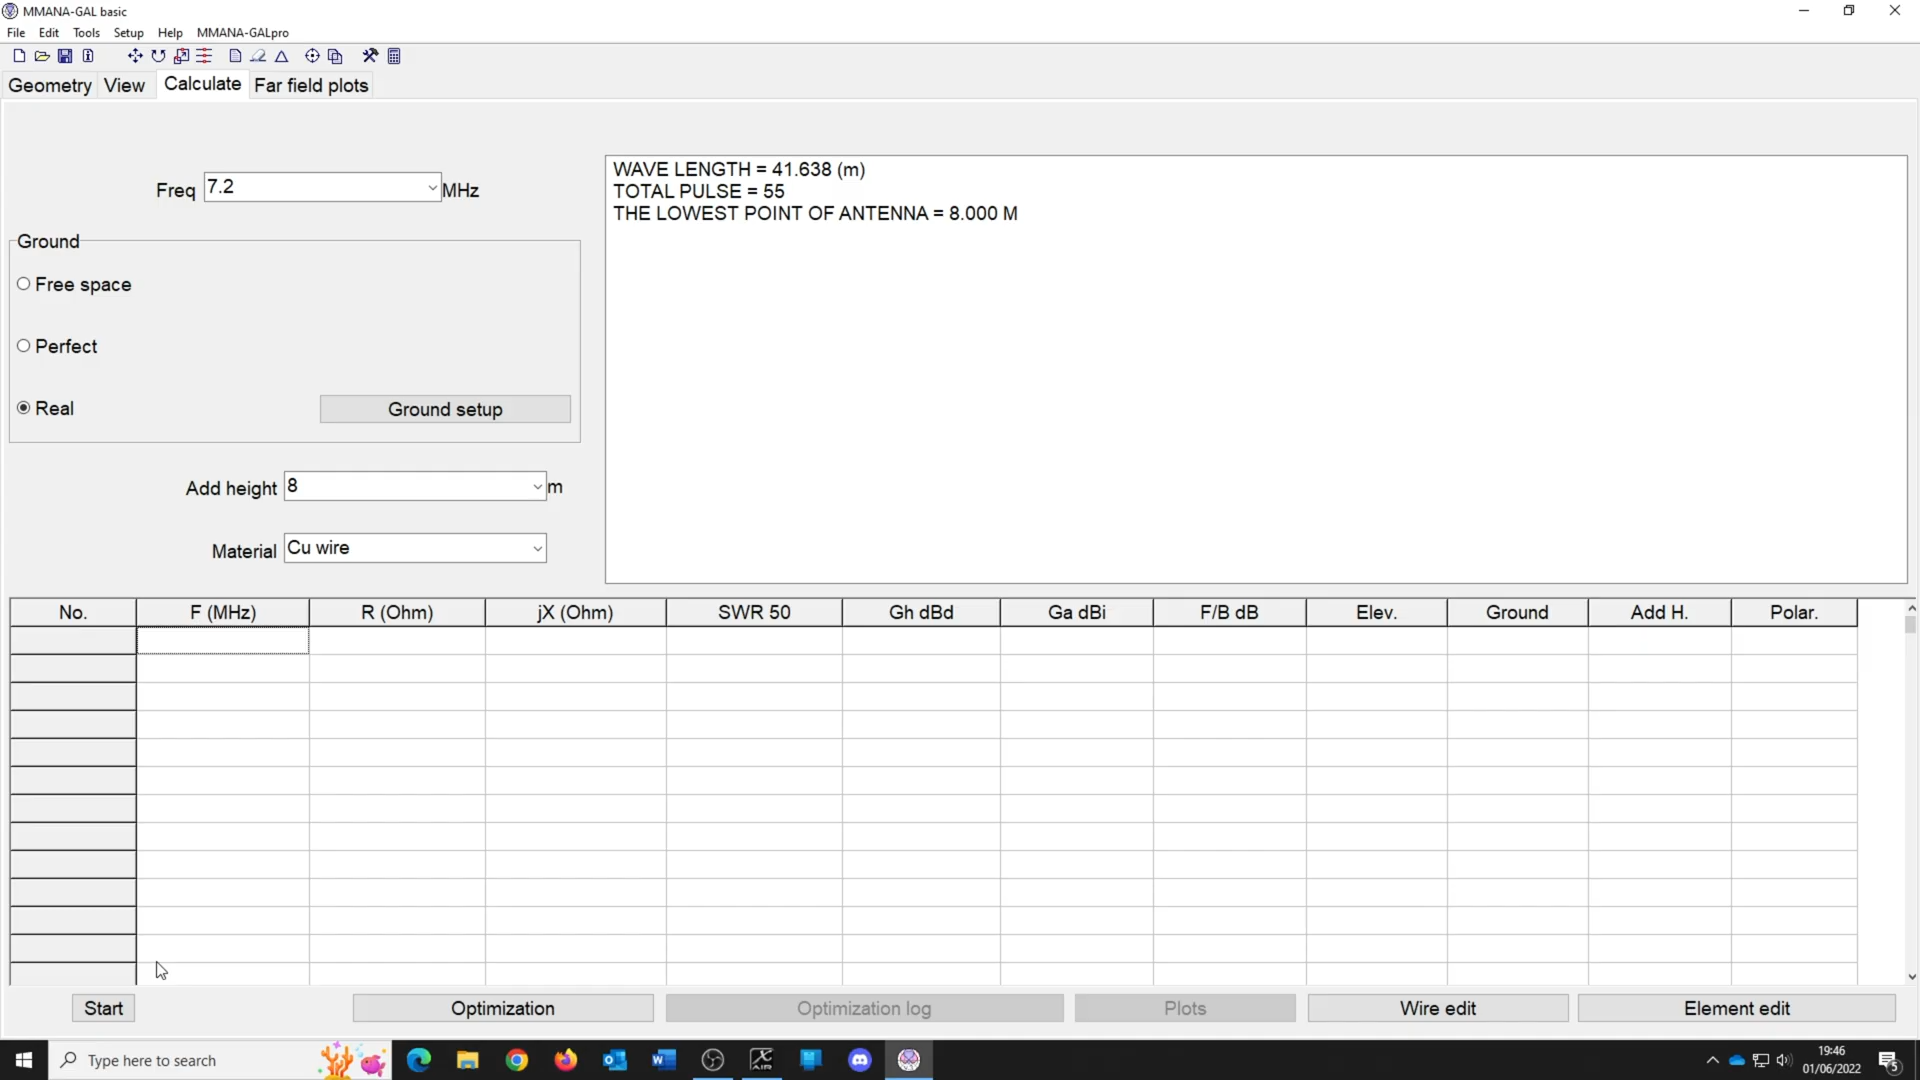 MMANA-GAL basic
File Edit Tools Setup Help MMANA-GALpro
Geometry View Calculate Far field plots
Freq 7.2 MHz
Ground
Free space
Perfect
Real Ground setup
Add height 8 m
Material Cu wire
WAVE LENGTH = 41.638 (m)
TOTAL PULSE = 55
THE LOWEST POINT OF ANTENNA = 8.000 M
No. F (MHz) R (Ohm) jX (Ohm) SWR 50 Gh dBd Ga dBi F/B dB Elev. Ground Add H. Polar.
Start Optimization Optimization log Plots Wire edit Element edit
Type here to search
AIR
19:46
01/06/2022
5